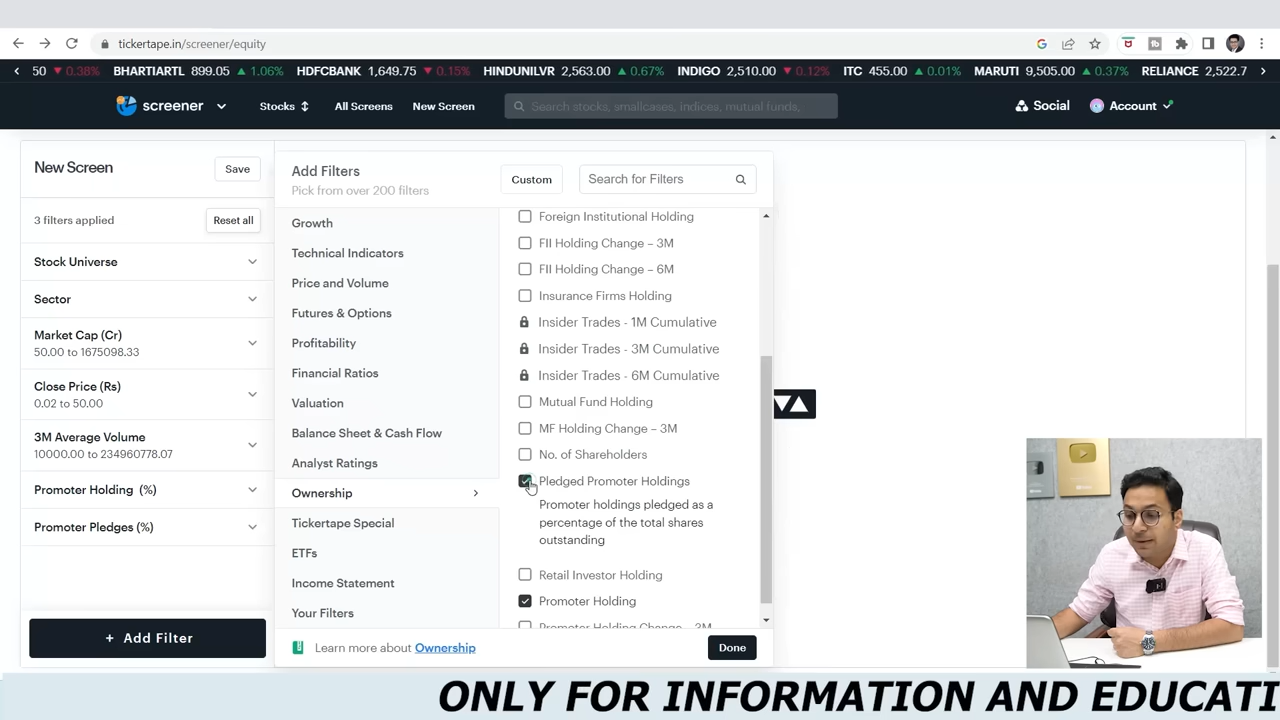 tickertape.in/screener/equity
50 0.38% BHARTIARTL 899.05 1.06% HDFCBANK 1,649.75 0.15% HINDUNILVR 2,563.00 0.67% INDIGO 2,510.00 0.12% ITC 455.00 0.01% MARUTI 9,505.00 0.37% RELIANCE 2,522.7
screener
Stocks
All Screens
New Screen
Search stocks, smallcases, indices, mutual funds,
Social
Account
New Screen
Save
3 filters applied
Reset all
Stock Universe
Sector
Market Cap (Cr)
50.00 to 1675098.33
Close Price (Rs)
0.02 to 50.00
3M Average Volume
10000.00 to 234960778.07
Promoter Holding (%)
Promoter Pledges (%)
+ Add Filter
Add Filters
Pick from over 200 filters
Custom
Search for Filters
Growth
Technical Indicators
Price and Volume
Futures & Options
Profitability
Financial Ratios
Valuation
Balance Sheet & Cash Flow
Analyst Ratings
Ownership
Tickertape Special
ETFs
Income Statement
Your Filters
Foreign Institutional Holding
FII Holding Change – 3M
FII Holding Change – 6M
Insurance Firms Holding
Insider Trades - 1M Cumulative
Insider Trades - 3M Cumulative
Insider Trades - 6M Cumulative
Mutual Fund Holding
MF Holding Change – 3M
No. of Shareholders
Pledged Promoter Holdings
Promoter holdings pledged as a
percentage of the total shares
outstanding
Retail Investor Holding
Promoter Holding
Promoter Holding Change – 3M
Learn more about Ownership
Done
ONLY FOR INFORMATION AND EDUCATI